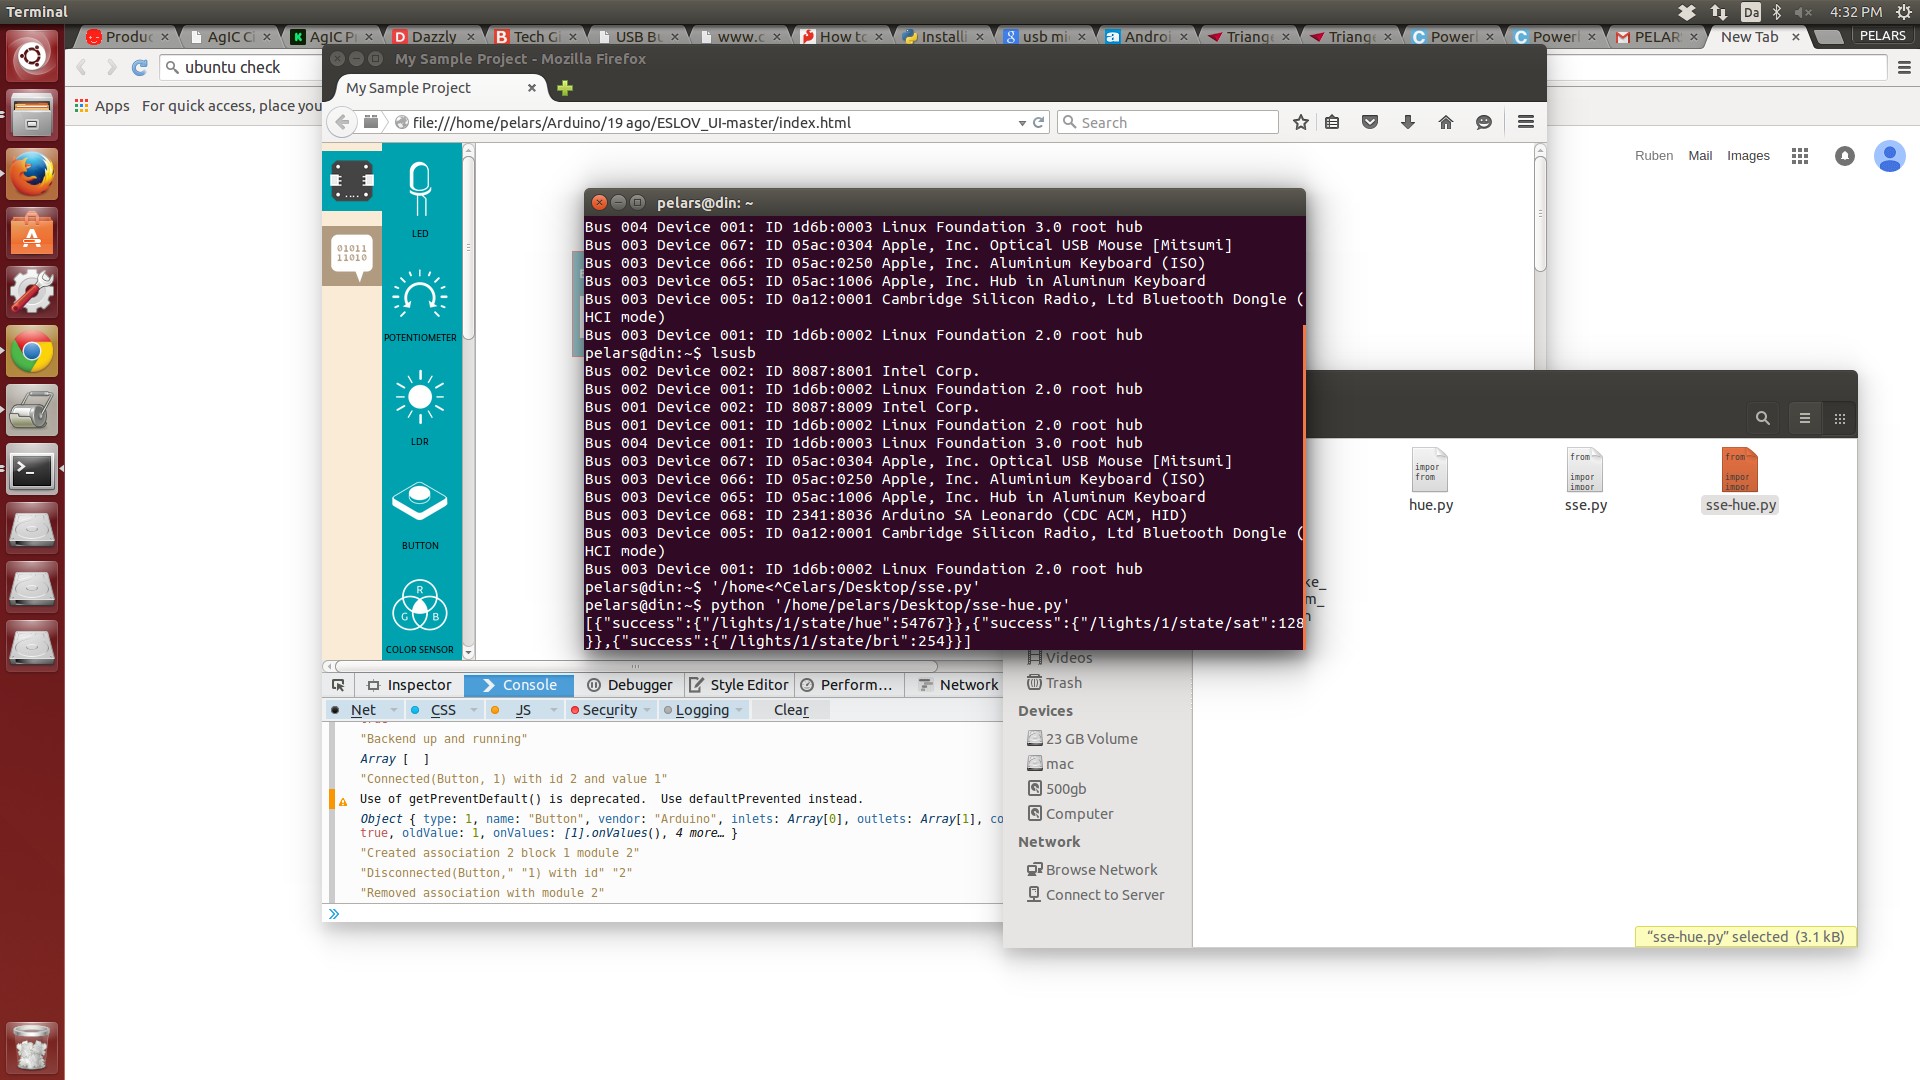 Terminal
Da
4:32 PM
Produc
AgIC Ci
AgIC Pr
Dazzly
Tech Gi
USB Bu
www.c
How to
Installi
usb mi
Androi
Triang
Triang
Power
Power
PELAR
New Tab
PELARS
ubuntu check
My Sample Project - Mozilla Firefox
Apps
For quick access, place you
My Sample Project
file:///home/pelars/Arduino/19 ago/ESLOV_UI-master/index.html
Search
Ruben
Mail
Images
LED
01011
11010
POTENTIOMETER
LDR
BUTTON
R
G
B
COLOR SENSOR
pelars@din: ~
Bus 004 Device 001: ID 1d6b:0003 Linux Foundation 3.0 root hub
Bus 003 Device 067: ID 05ac:0304 Apple, Inc. Optical USB Mouse [Mitsumi]
Bus 003 Device 066: ID 05ac:0250 Apple, Inc. Aluminium Keyboard (ISO)
Bus 003 Device 065: ID 05ac:1006 Apple, Inc. Hub in Aluminum Keyboard
Bus 003 Device 005: ID 0a12:0001 Cambridge Silicon Radio, Ltd Bluetooth Dongle (
HCI mode)
Bus 003 Device 001: ID 1d6b:0002 Linux Foundation 2.0 root hub
pelars@din:~$ lsusb
Bus 002 Device 002: ID 8087:8001 Intel Corp.
Bus 002 Device 001: ID 1d6b:0002 Linux Foundation 2.0 root hub
Bus 001 Device 002: ID 8087:8009 Intel Corp.
Bus 001 Device 001: ID 1d6b:0002 Linux Foundation 2.0 root hub
Bus 004 Device 001: ID 1d6b:0003 Linux Foundation 3.0 root hub
Bus 003 Device 067: ID 05ac:0304 Apple, Inc. Optical USB Mouse [Mitsumi]
Bus 003 Device 066: ID 05ac:0250 Apple, Inc. Aluminium Keyboard (ISO)
Bus 003 Device 065: ID 05ac:1006 Apple, Inc. Hub in Aluminum Keyboard
Bus 003 Device 068: ID 2341:8036 Arduino SA Leonardo (CDC ACM, HID)
Bus 003 Device 005: ID 0a12:0001 Cambridge Silicon Radio, Ltd Bluetooth Dongle (
HCI mode)
Bus 003 Device 001: ID 1d6b:0002 Linux Foundation 2.0 root hub
pelars@din:~$ '/home<^Celars/Desktop/sse.py'
pelars@din:~$ python '/home/pelars/Desktop/sse-hue.py'
[{"success":{"/lights/1/state/hue":54767}},{"success":{"/lights/1/state/sat":128
}},{"success":{"/lights/1/state/bri":254}}]
impor
from
hue.py
from
impor
impor
sse.py
from
impor
impor
sse-hue.py
ke_
m_
Inspector
Console
Debugger
Style Editor
Perform...
Network
Net
CSS
JS
Security
Logging
Clear
"Backend up and running"
Array [ ]
"Connected(Button, 1) with id 2 and value 1"
Use of getPreventDefault() is deprecated. Use defaultPrevented instead.
Object { type: 1, name: "Button", vendor: "Arduino", inlets: Array[0], outlets: Array[1], co
true, oldValue: 1, onValues: [1].onValues(), 4 more… }
"Created association 2 block 1 module 2"
"Disconnected(Button," "1) with id" "2"
"Removed association with module 2"
Videos
Trash
Devices
23 GB Volume
mac
500gb
Computer
Network
Browse Network
Connect to Server
"sse-hue.py" selected (3.1 kB)